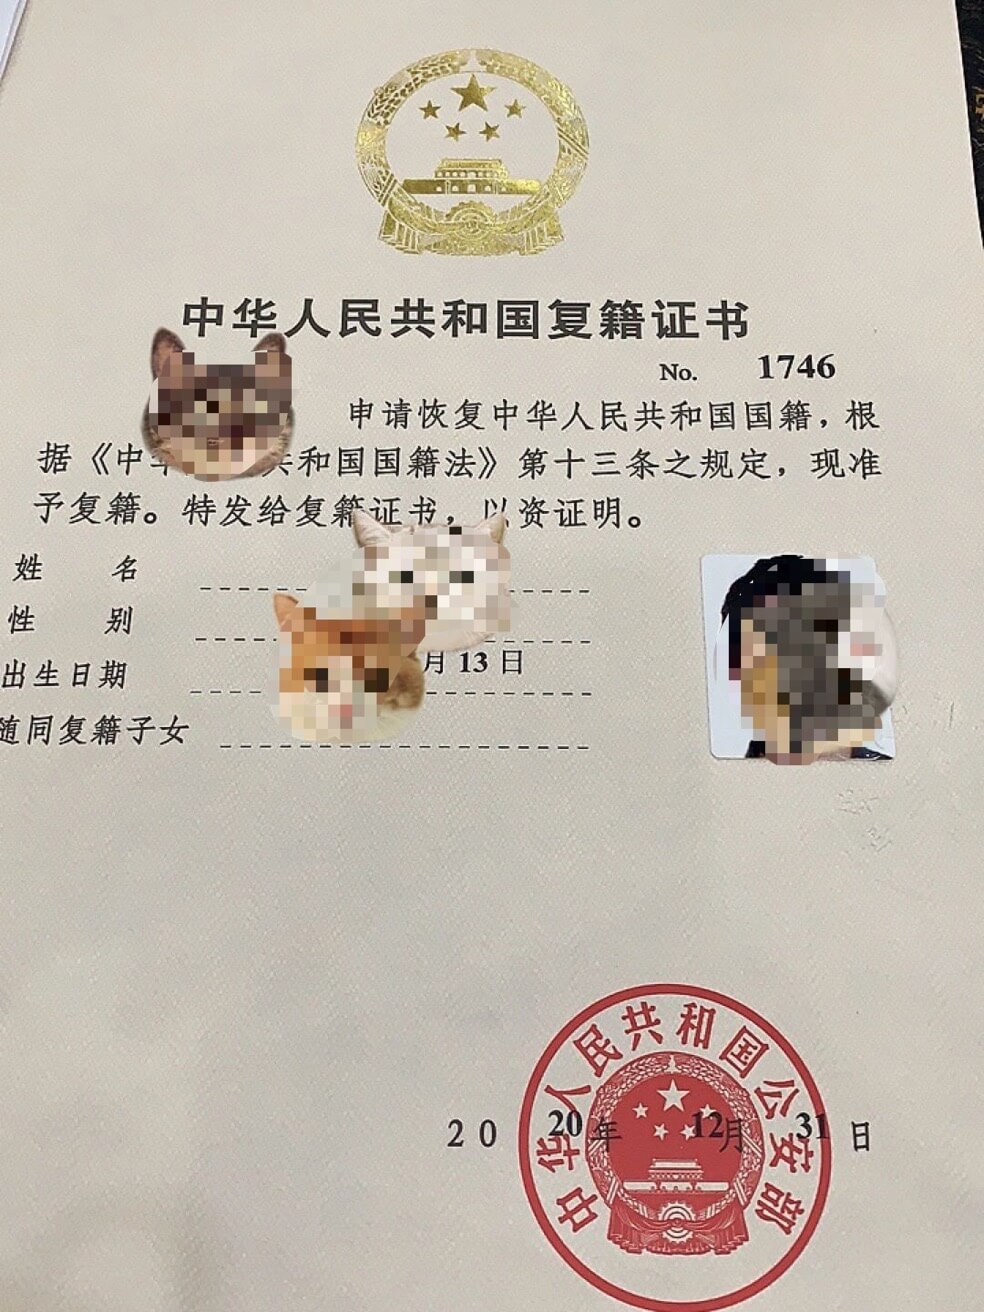 中华人民共和国复籍证书
No. 1746
申请恢复中华人民共和国国籍，根
据《中华 共和国国籍法》第十三条之规定，现准
予复籍。特发给复籍证书，以资证明。
姓 名
性 别
出生日期 月 13 日
随同复籍子女
中华人民共和国公安部
20 20 年 12 月 31 日